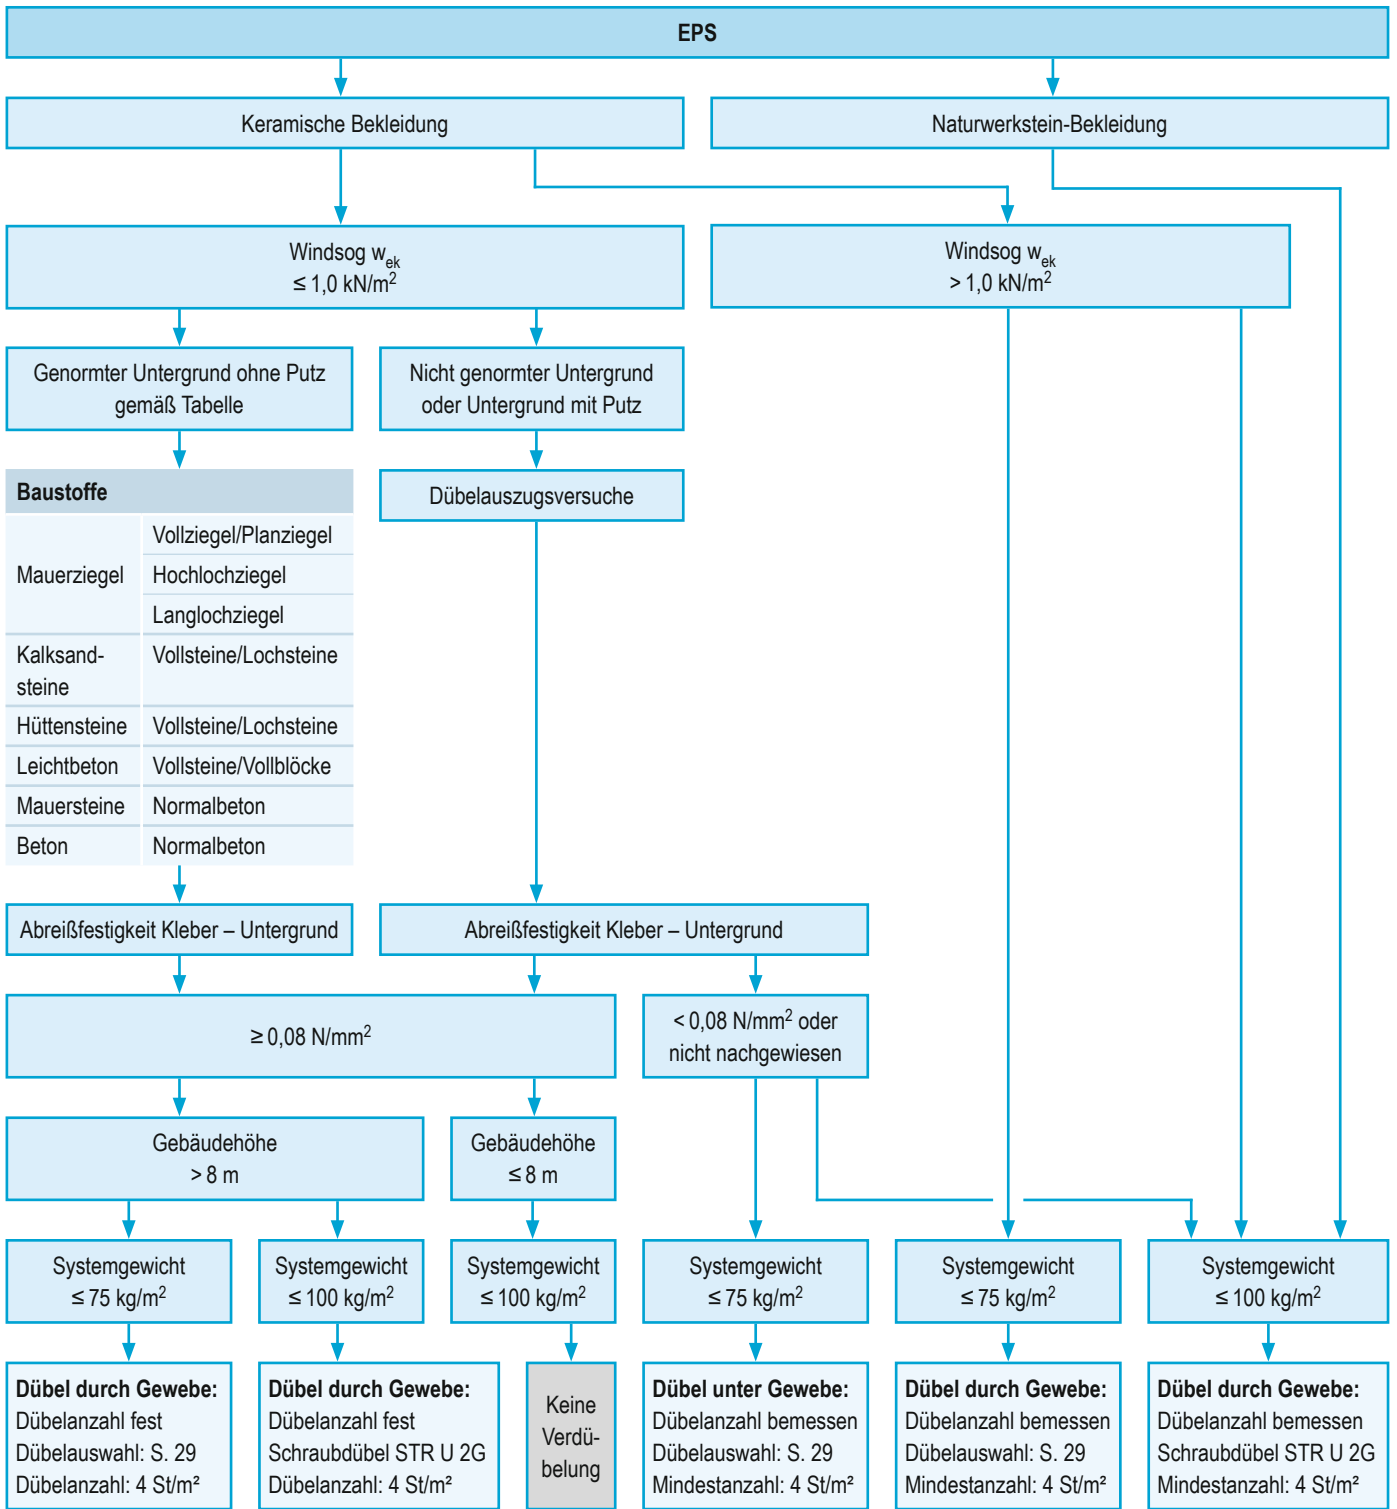 EPS
Keramische Bekleidung
Naturwerkstein-Bekleidung
Windsog wek
≤ 1,0 kN/m²
Windsog wek
> 1,0 kN/m²
Genormter Untergrund ohne Putz
gemäß Tabelle
Nicht genormter Untergrund
oder Untergrund mit Putz
Baustoffe
Mauerziegel
Vollziegel/Planziegel
Hochlochziegel
Langlochziegel
Kalksand-
steine
Vollsteine/Lochsteine
Hüttensteine
Vollsteine/Lochsteine
Leichtbeton
Vollsteine/Vollblöcke
Mauersteine
Normalbeton
Beton
Normalbeton
Dübelauszugsversuche
Abreißfestigkeit Kleber – Untergrund
Abreißfestigkeit Kleber – Untergrund
≥ 0,08 N/mm²
< 0,08 N/mm² oder
nicht nachgewiesen
Gebäudehöhe
> 8 m
Gebäudehöhe
≤ 8 m
Systemgewicht
≤ 75 kg/m²
Systemgewicht
≤ 100 kg/m²
Systemgewicht
≤ 100 kg/m²
Systemgewicht
≤ 75 kg/m²
Systemgewicht
≤ 75 kg/m²
Systemgewicht
≤ 100 kg/m²
Dübel durch Gewebe:
Dübelanzahl fest
Dübelauswahl: S. 29
Dübelanzahl: 4 St/m²
Dübel durch Gewebe:
Dübelanzahl fest
Schraubdübel STR U 2G
Dübelanzahl: 4 St/m²
Keine
Verdü-
belung
Dübel unter Gewebe:
Dübelanzahl bemessen
Dübelauswahl: S. 29
Mindestanzahl: 4 St/m²
Dübel durch Gewebe:
Dübelanzahl bemessen
Dübelauswahl: S. 29
Mindestanzahl: 4 St/m²
Dübel durch Gewebe:
Dübelanzahl bemessen
Schraubdübel STR U 2G
Mindestanzahl: 4 St/m²